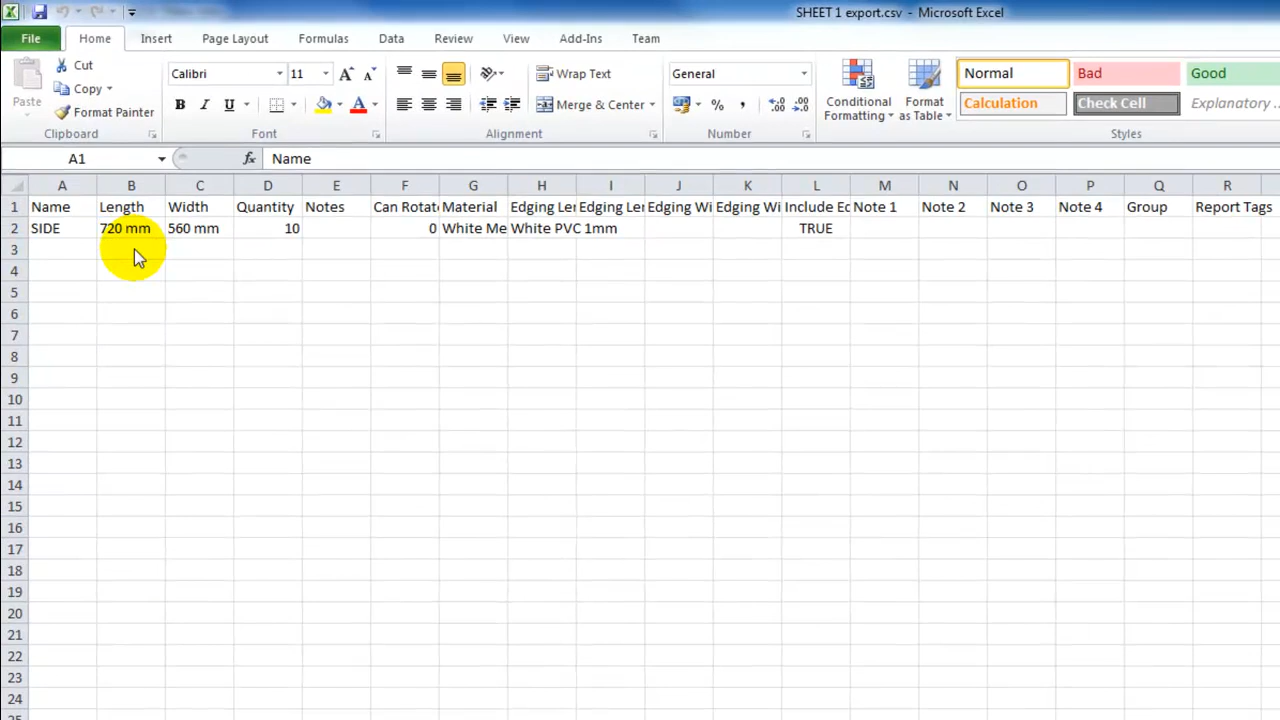 SHEET 1 export.csv - Microsoft Excel
File Home Insert Page Layout Formulas Data Review View Add-Ins Team
Paste
Cut
Copy
Format Painter
Clipboard
Calibri 11 A A
B I U A
Font
Wrap Text
Merge & Center
Alignment
General
% ,
Number
Conditional Formatting
Format as Table
Normal Bad Good
Calculation Check Cell Explanatory ...
Styles
A1 fx Name
A B C D E F G H I J K L M N O P Q R
1 Name Length Width Quantity Notes Can Rotate Material Edging Len Edging Len Edging Wi Edging Wi Include Ed Note 1 Note 2 Note 3 Note 4 Group Report Tags
2 SIDE 720 mm 560 mm 10 0 White Me White PVC 1mm TRUE
3
4
5
6
7
8
9
10
11
12
13
14
15
16
17
18
19
20
21
22
23
24
25